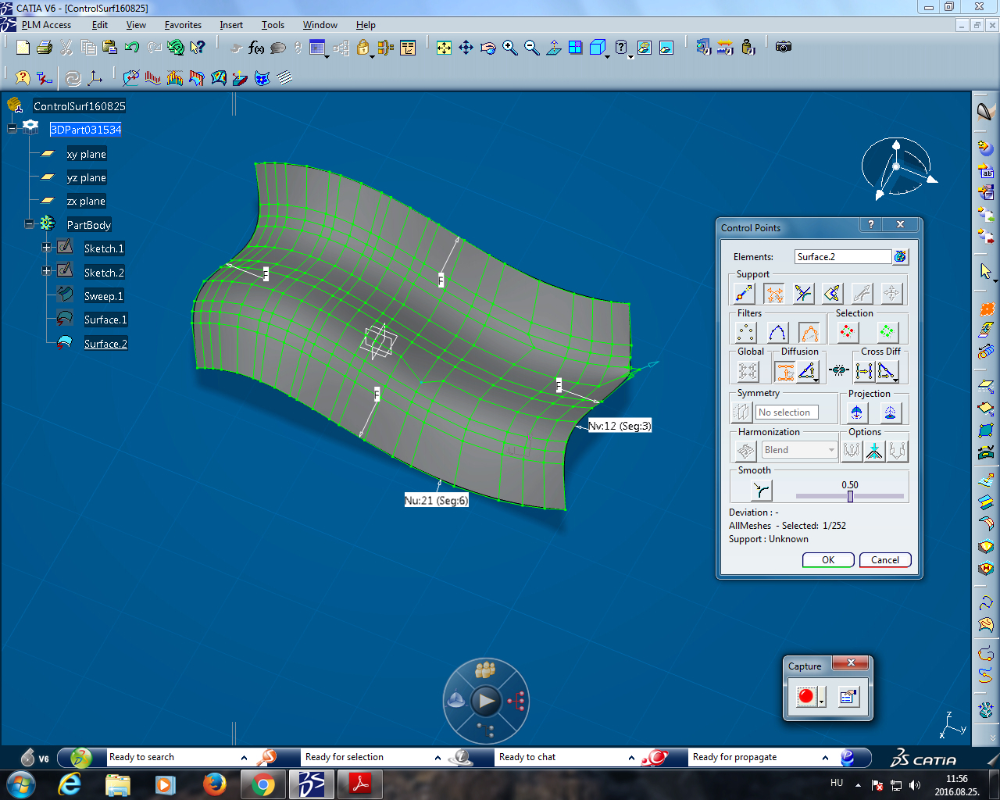 CATIA V6 - [ControlSurf160825]
PLM Access Edit View Favorites Insert Tools Window Help
ControlSurf160825
3DPart031534
xy plane
yz plane
zx plane
PartBody
Sketch.1
Sketch.2
Sweep.1
Surface.1
Surface.2
F
F
F
F
Nv:12 (Seg:3)
Nu:21 (Seg:6)
Control Points
Elements: Surface.2
Support
Filters Selection
Global Diffusion Cross Diff
Symmetry Projection
No selection
Harmonization Options
Blend
Smooth
0.50
Deviation : -
AllMeshes - Selected: 1/252
Support : Unknown
OK Cancel
Capture
z
y
x
V6 Ready to search Ready for selection Ready to chat Ready for propagate CATIA
HU 11:56
2016.08.25.